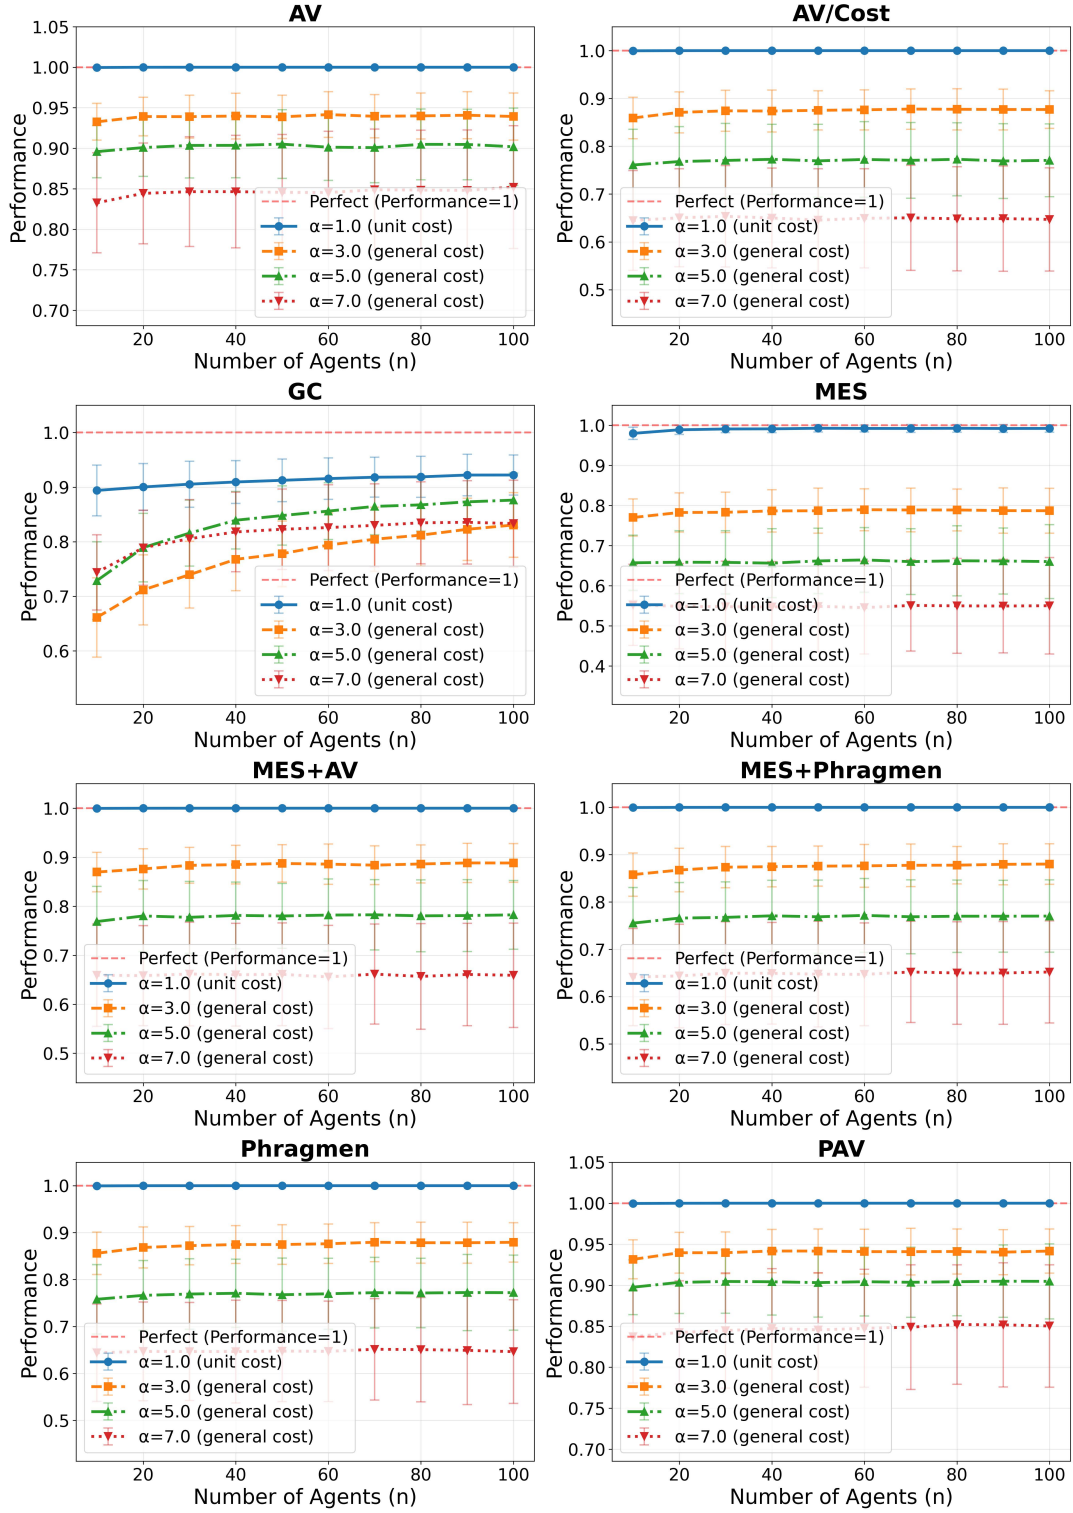 AV
1.05
1.00
0.95
0.90
0.85
0.80
0.75
0.70
Performance
Perfect (Performance=1)
α=1.0 (unit cost)
α=3.0 (general cost)
α=5.0 (general cost)
α=7.0 (general cost)
20 40 60 80 100
Number of Agents (n)
AV/Cost
1.0
0.9
0.8
0.7
0.6
0.5
Performance
Perfect (Performance=1)
α=1.0 (unit cost)
α=3.0 (general cost)
α=5.0 (general cost)
α=7.0 (general cost)
20 40 60 80 100
Number of Agents (n)
GC
1.0
0.9
0.8
0.7
0.6
Performance
Perfect (Performance=1)
α=1.0 (unit cost)
α=3.0 (general cost)
α=5.0 (general cost)
α=7.0 (general cost)
20 40 60 80 100
Number of Agents (n)
MES
1.0
0.9
0.8
0.7
0.6
0.5
0.4
Performance
Perfect (Performance=1)
α=1.0 (unit cost)
α=3.0 (general cost)
α=5.0 (general cost)
α=7.0 (general cost)
20 40 60 80 100
Number of Agents (n)
MES+AV
1.0
0.9
0.8
0.7
0.6
0.5
Performance
Perfect (Performance=1)
α=1.0 (unit cost)
α=3.0 (general cost)
α=5.0 (general cost)
α=7.0 (general cost)
20 40 60 80 100
Number of Agents (n)
MES+Phragmen
1.0
0.9
0.8
0.7
0.6
0.5
Performance
Perfect (Performance=1)
α=1.0 (unit cost)
α=3.0 (general cost)
α=5.0 (general cost)
α=7.0 (general cost)
20 40 60 80 100
Number of Agents (n)
Phragmen
1.0
0.9
0.8
0.7
0.6
0.5
Performance
Perfect (Performance=1)
α=1.0 (unit cost)
α=3.0 (general cost)
α=5.0 (general cost)
α=7.0 (general cost)
20 40 60 80 100
Number of Agents (n)
PAV
1.05
1.00
0.95
0.90
0.85
0.80
0.75
0.70
Performance
Perfect (Performance=1)
α=1.0 (unit cost)
α=3.0 (general cost)
α=5.0 (general cost)
α=7.0 (general cost)
20 40 60 80 100
Number of Agents (n)